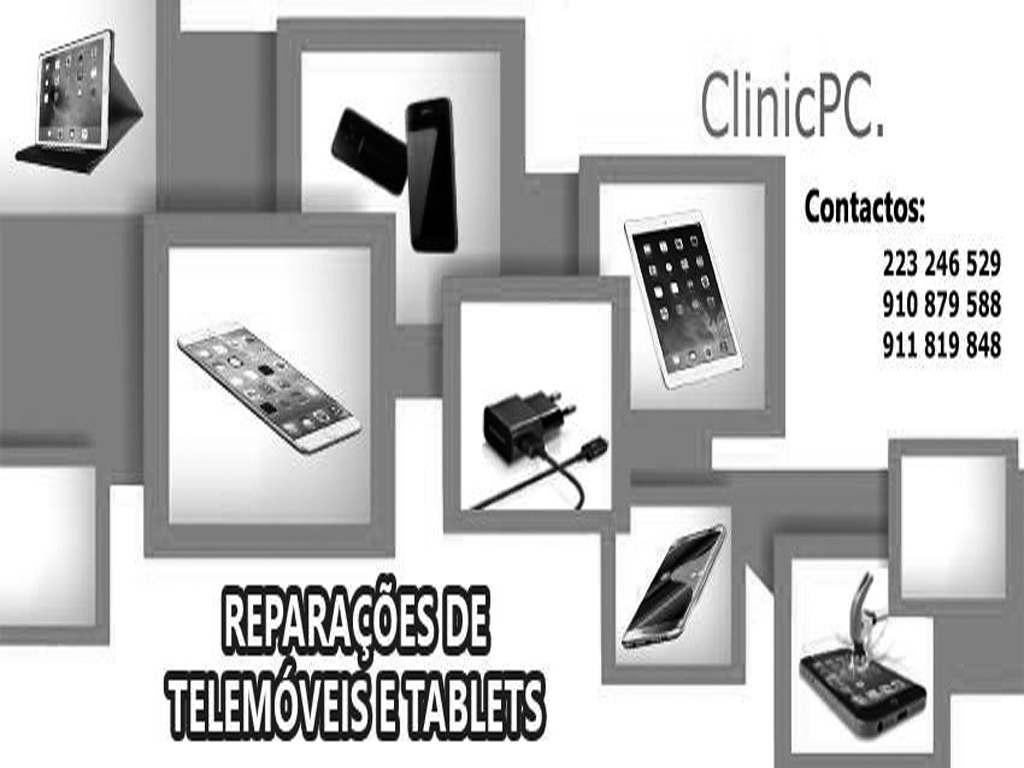 ClinicPC.
Contactos:
223 246 529
910 879 588
911 819 848
REPARAÇÕES DE
TELEMÓVEIS E TABLETS